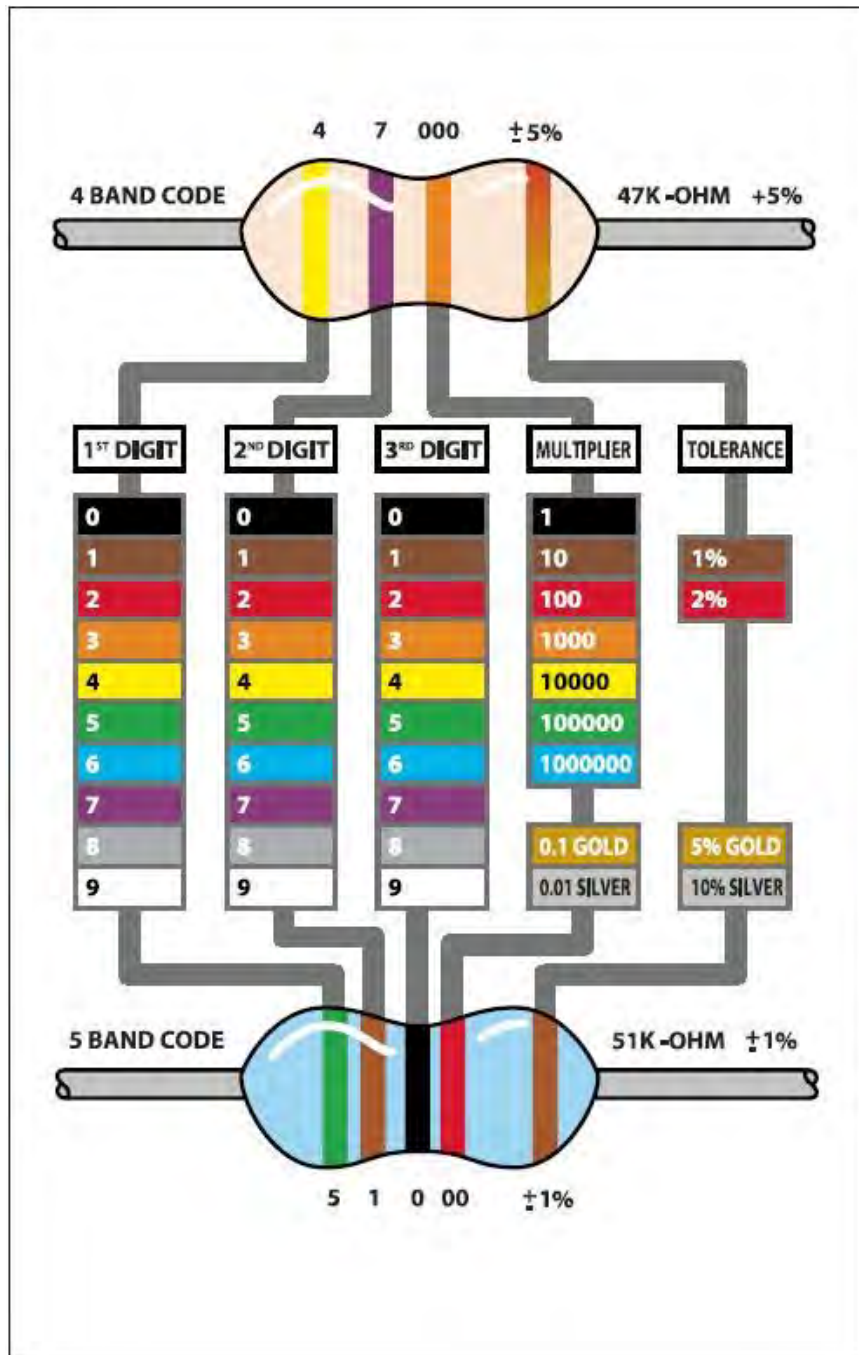 4 7 000 ±5%
4 BAND CODE 47K-OHM +5%
1ST DIGIT 2ND DIGIT 3RD DIGIT MULTIPLIER TOLERANCE
0 0 0 1
1 1 1 10 1%
2 2 2 100 2%
3 3 3 1000
4 4 4 10000
5 5 5 100000
6 6 6 1000000
7 7 7
8 8 8 0.1 GOLD 5% GOLD
9 9 9 0.01 SILVER 10% SILVER
5 BAND CODE 51K-OHM ±1%
5 1 0 00 ±1%